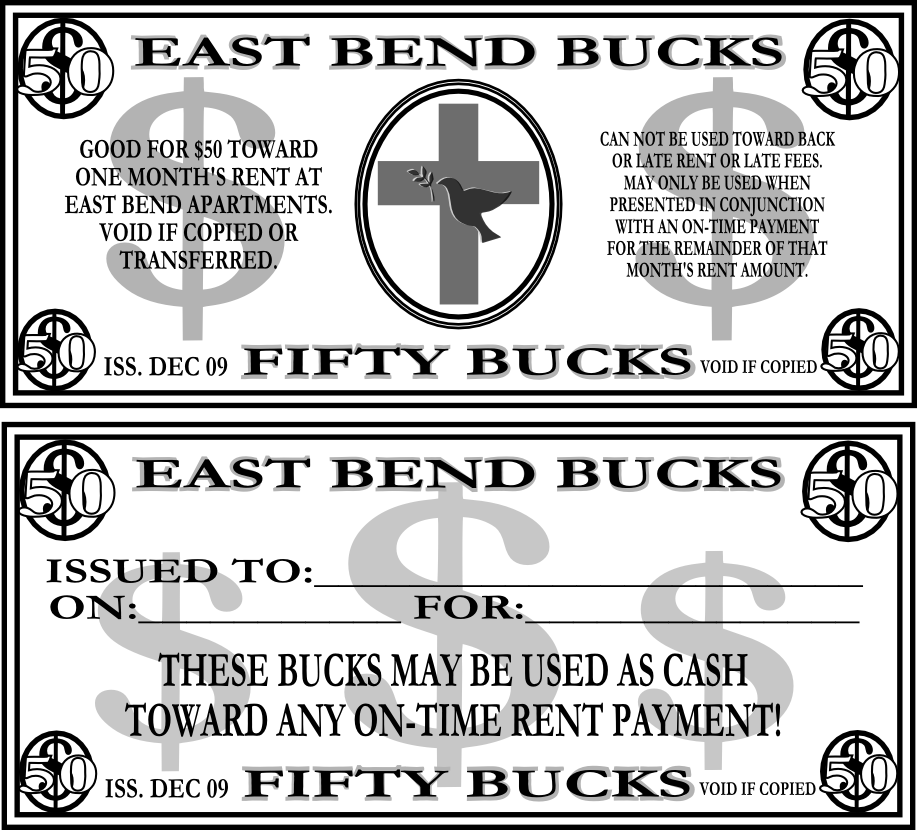 50 EAST BEND BUCKS 50
GOOD FOR $50 TOWARD
ONE MONTH'S RENT AT
EAST BEND APARTMENTS.
VOID IF COPIED OR
TRANSFERRED.
$
CAN NOT BE USED TOWARD BACK
OR LATE RENT OR LATE FEES.
MAY ONLY BE USED WHEN
PRESENTED IN CONJUNCTION
WITH AN ON-TIME PAYMENT
FOR THE REMAINDER OF THAT
MONTH'S RENT AMOUNT.
$
50 ISS. DEC 09 FIFTY BUCKS VOID IF COPIED 50
50 EAST BEND BUCKS 50
ISSUED TO:
ON: FOR:
$ $ $
THESE BUCKS MAY BE USED AS CASH
TOWARD ANY ON-TIME RENT PAYMENT!
50 ISS. DEC 09 FIFTY BUCKS VOID IF COPIED 50